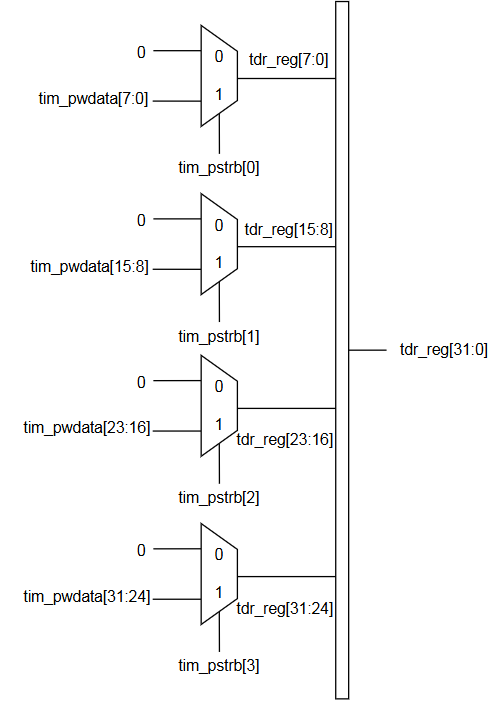 0
0
tdr_reg[7:0]
tim_pwdata[7:0]
1
tim_pstrb[0]
0
0
tdr_reg[15:8]
tim_pwdata[15:8]
1
tim_pstrb[1]
tdr_reg[31:0]
0
0
tim_pwdata[23:16]
1
tdr_reg[23:16]
tim_pstrb[2]
0
0
tim_pwdata[31:24]
1
tdr_reg[31:24]
tim_pstrb[3]